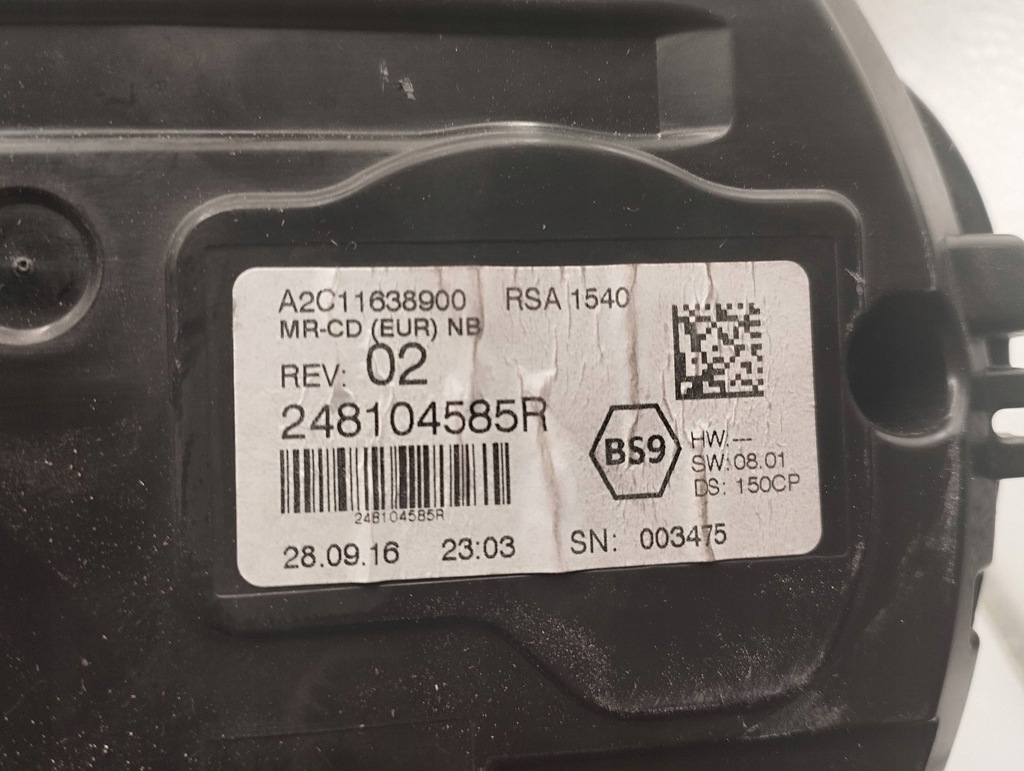 A2C11638900 RSA 1540
MR-CD (EUR) NB
REV: 02
248104585R
BS9
HW: ---
SW: 08.01
DS: 150CP
248104585R
28.09.16 23:03 SN: 003475